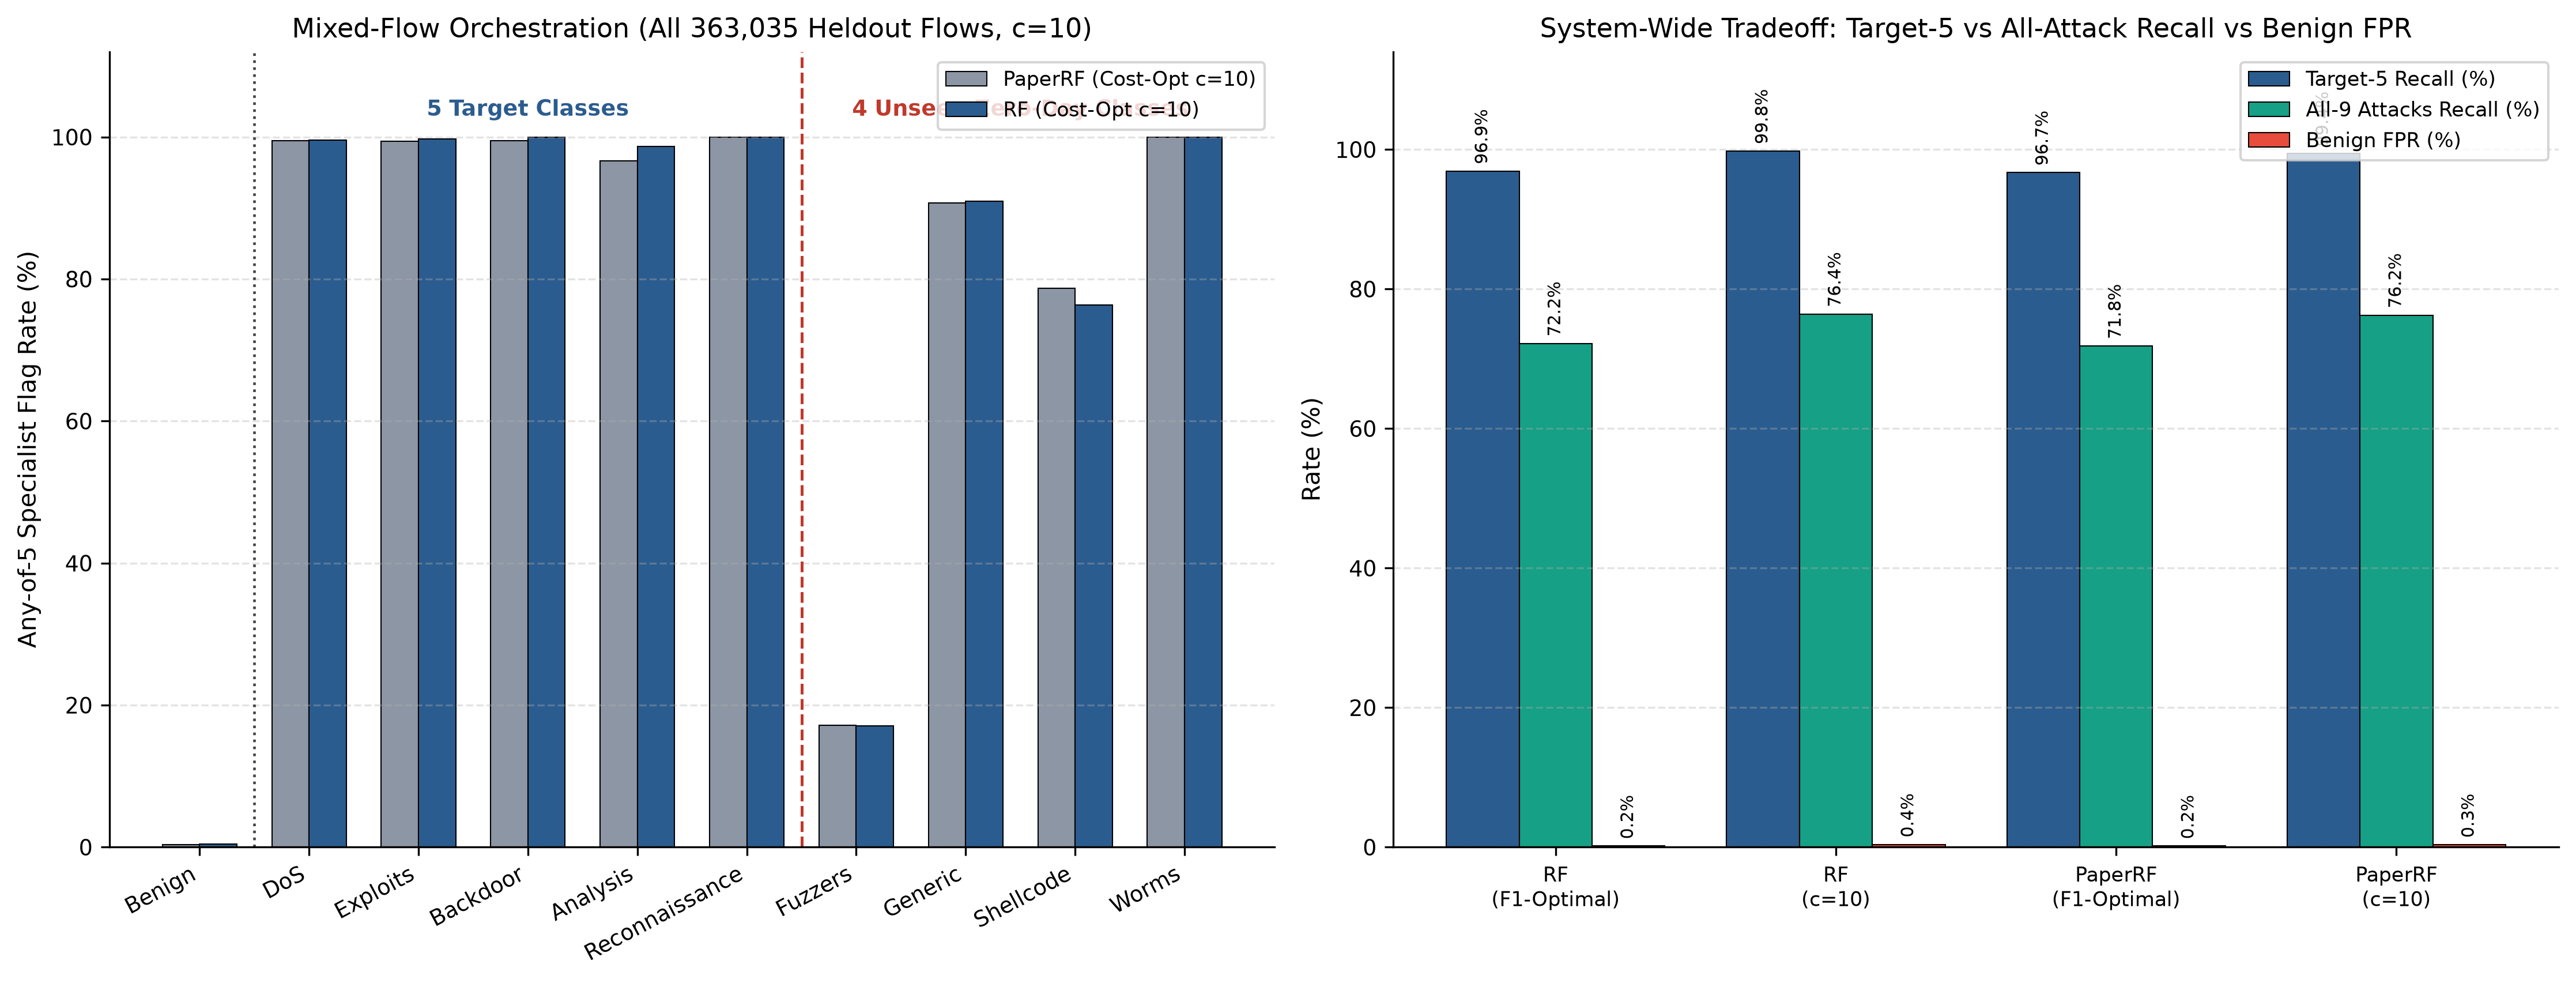 Mixed-Flow Orchestration (All 363,035 Heldout Flows, c=10)
PaperRF (Cost-Opt c=10)
RF (Cost-Opt c=10)
5 Target Classes
4 Unseen Zero-Day Classes
Any-of-5 Specialist Flag Rate (%)
100
80
60
40
20
0
Benign
DoS
Exploits
Backdoor
Analysis
Reconnaissance
Fuzzers
Generic
Shellcode
Worms
System-Wide Tradeoff: Target-5 vs All-Attack Recall vs Benign FPR
Target-5 Recall (%)
All-9 Attacks Recall (%)
Benign FPR (%)
Rate (%)
100
80
60
40
20
0
96.9%
72.2%
0.2%
99.8%
76.4%
0.4%
96.7%
71.8%
0.2%
76.2%
0.3%
RF
(F1-Optimal)
RF
(c=10)
PaperRF
(F1-Optimal)
PaperRF
(c=10)